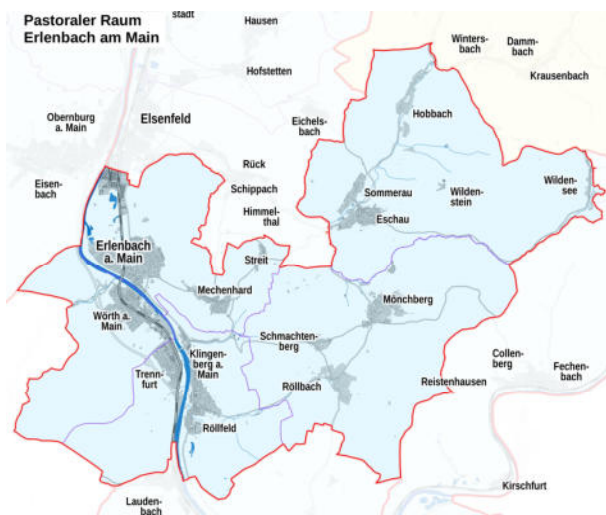 Pastoraler Raum
Erlenbach am Main
stadt
Hausen
Winters-
bach
Damm-
bach
Krausenbach
Hofstetten
Obernburg
a. Main
Elsenfeld
Eichels-
bach
Hobbach
Eisen-
bach
Rück
Schippach
Himmel-
thal
Sommerau
Eschau
Wilden-
stein
Wilden-
see
Erlenbach
a. Main
Streit
Mechenhard
Mönchberg
Wörth a.
Main
Klingen-
berg a.
Main
Schmachten-
berg
Trenn-
furt
Röllbach
Reistenhausen
Collen-
berg
Fechen-
bach
Röllfeld
Lauden-
bach
Kirschfurt